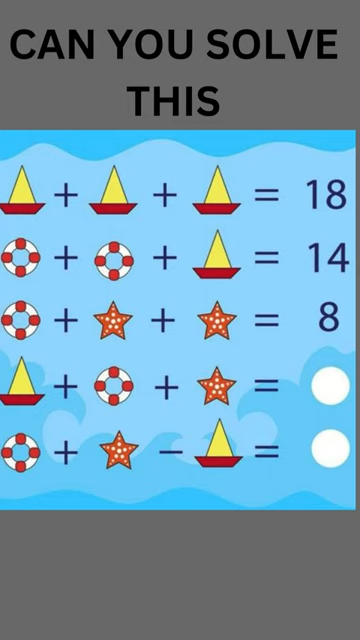 CAN YOU SOLVE
THIS
+ + = 18
+ + = 14
+ + = 8
+ + =
+ − =